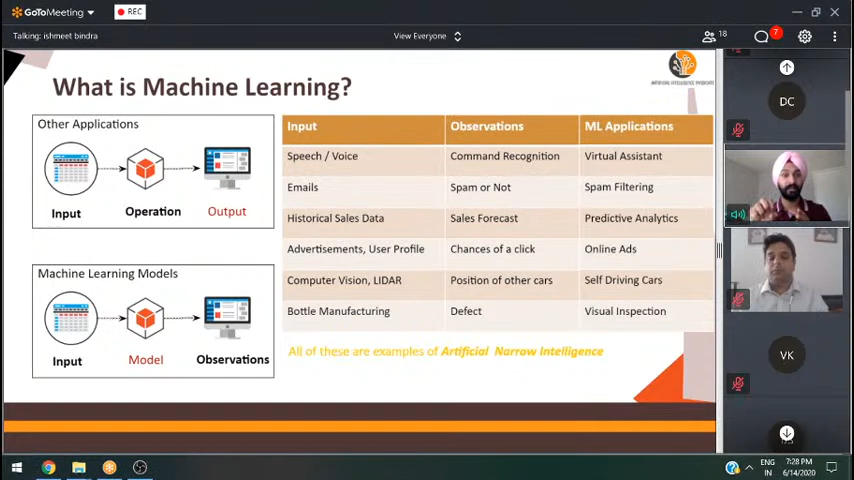 GoToMeeting
REC
Talking: ishmeet bindra
View Everyone
18
7
What is Machine Learning?
ARTIFICIAL INTELLIGENCE SYNDICATE
Other Applications
Input
Operation
Output
Machine Learning Models
Input
Model
Observations
Input Observations ML Applications
Speech / Voice Command Recognition Virtual Assistant
Emails Spam or Not Spam Filtering
Historical Sales Data Sales Forecast Predictive Analytics
Advertisements, User Profile Chances of a click Online Ads
Computer Vision, LIDAR Position of other cars Self Driving Cars
Bottle Manufacturing Defect Visual Inspection
All of these are examples of Artificial Narrow Intelligence
DC
VK
ENG
IN
7:28 PM
6/14/2020